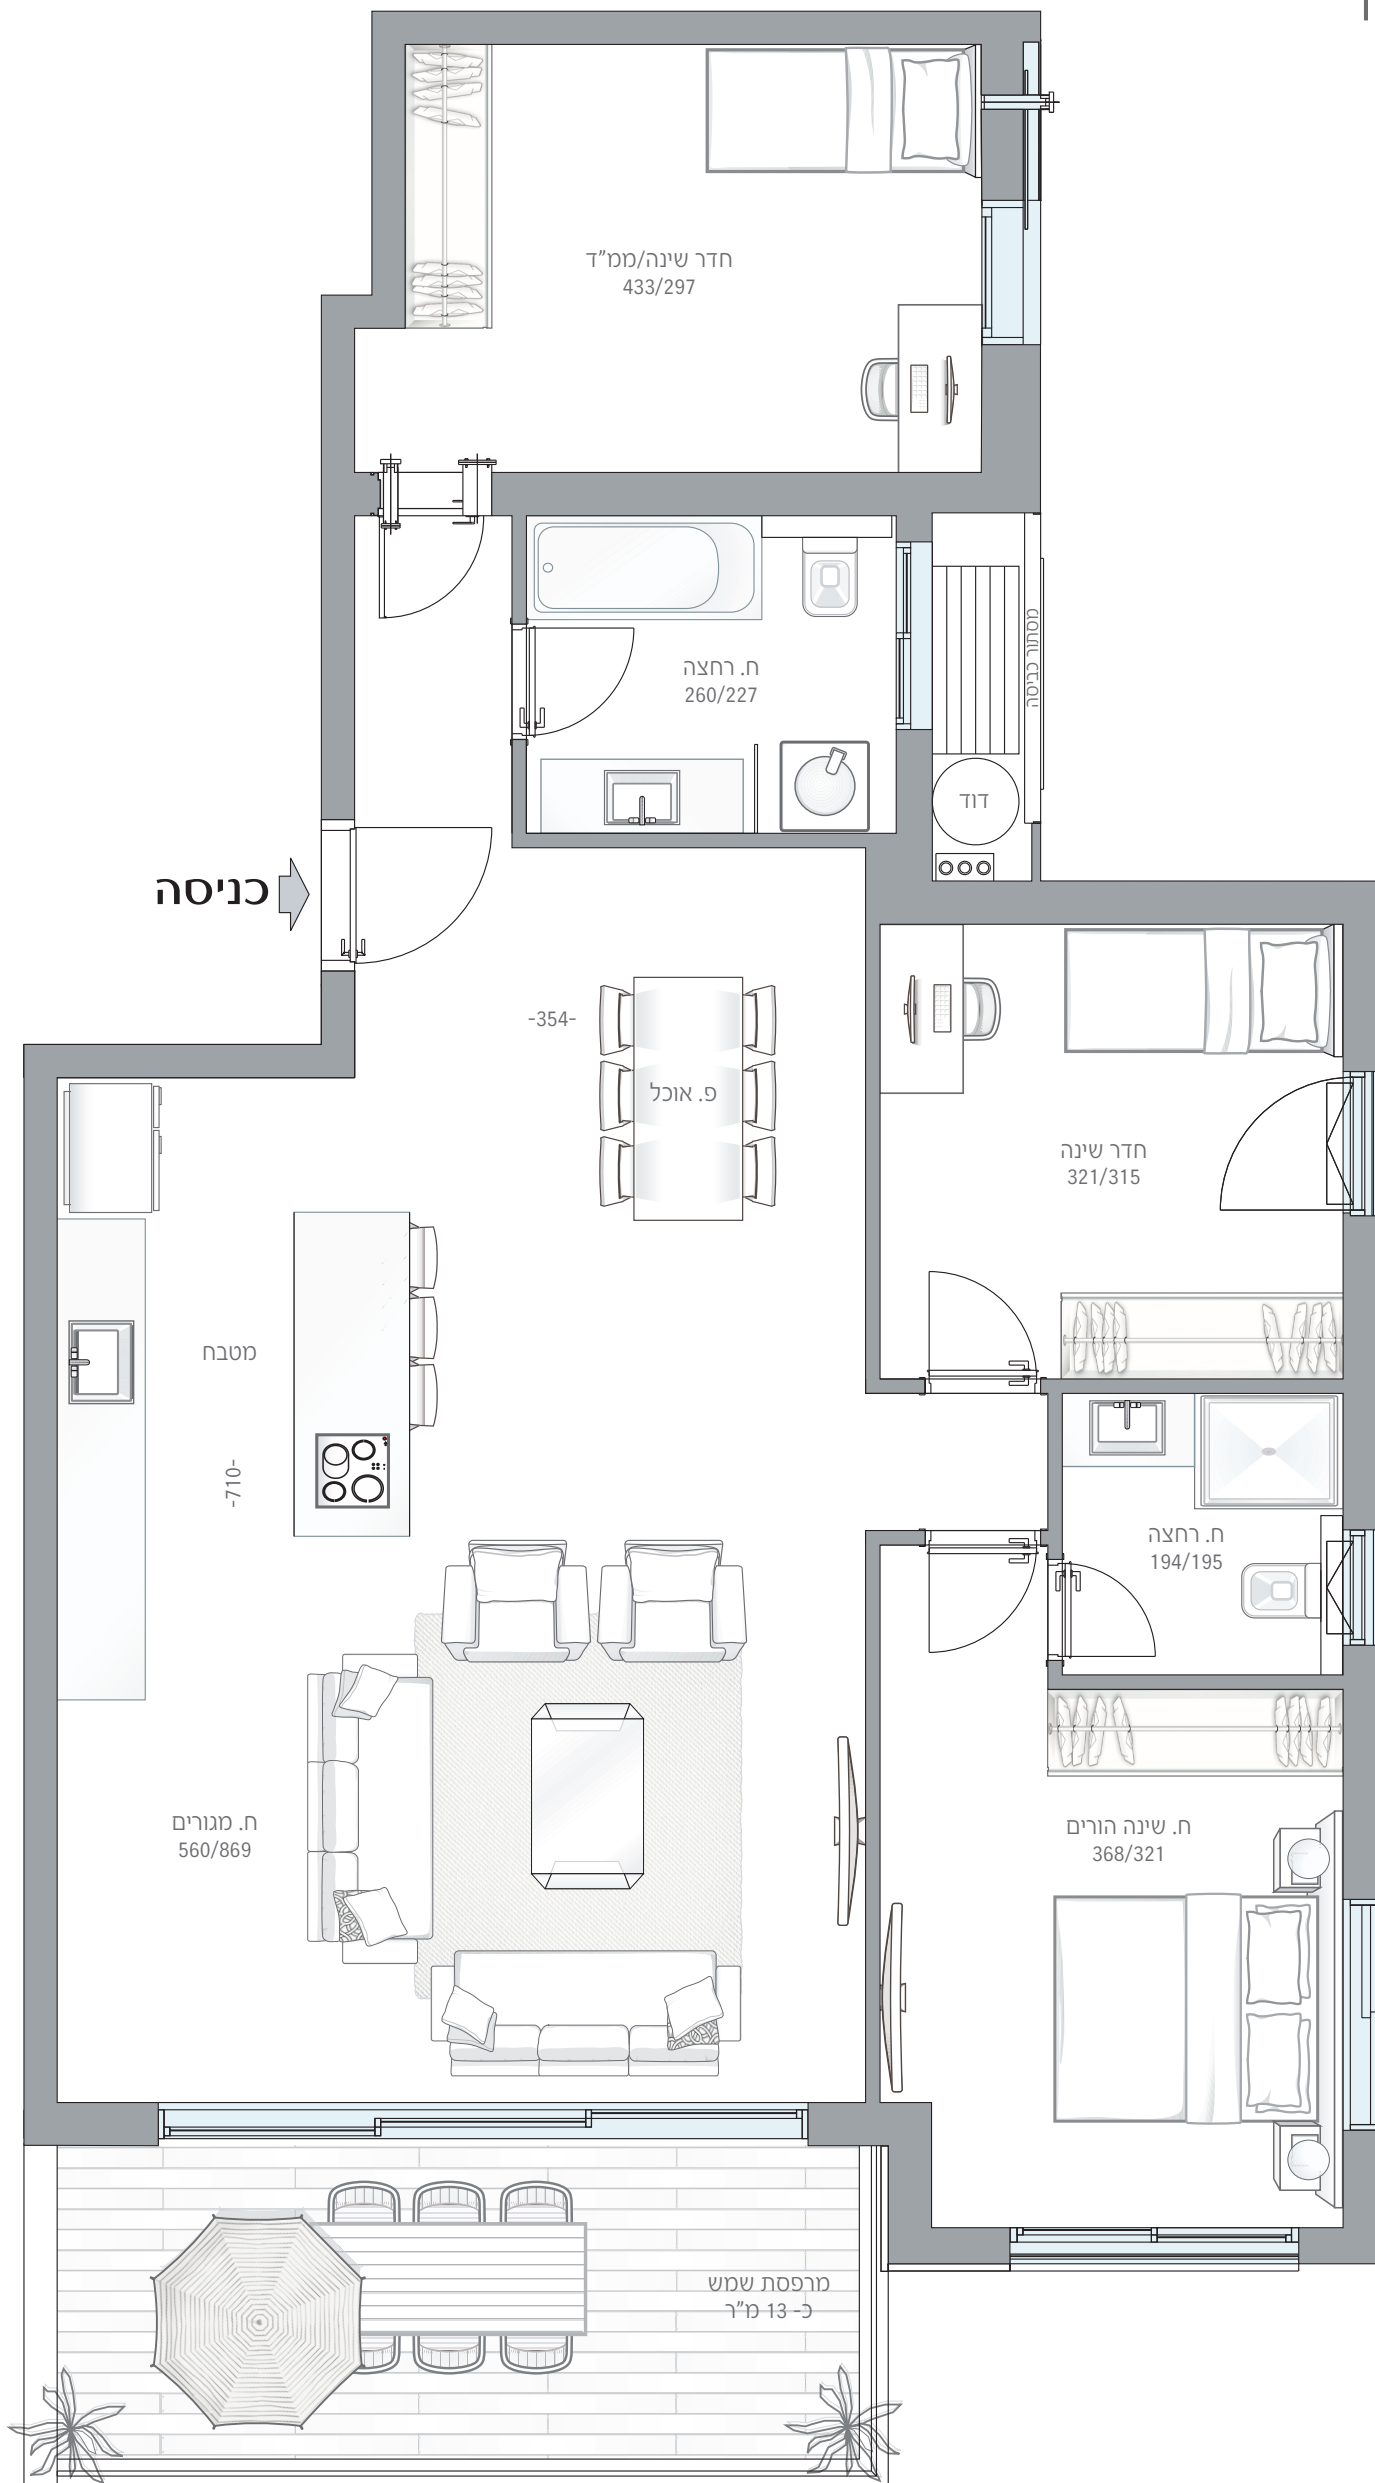 חדר שינה/ממ"ד
433/297
ח. רחצה
260/227
מסתור כביסה
דוד
כניסה
-354-
פ. אוכל
חדר שינה
321/315
מטבח
-710-
ח. רחצה
194/195
ח. מגורים
560/869
ח. שינה הורים
368/321
מרפסת שמש
כ- 13 מ"ר